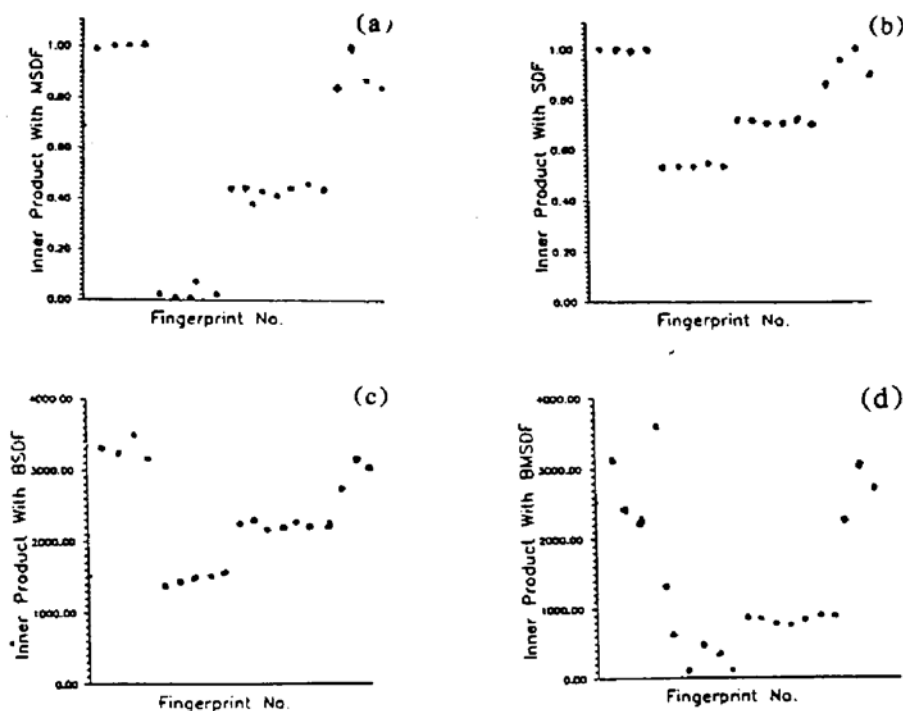 (a)
Inner Product With MSDF
1.00
0.80
0.60
0.40
0.20
0.00
Fingerprint No.
(b)
Inner Product With SDF
1.00
0.80
0.60
0.40
0.20
0.00
Fingerprint No.
(c)
Inner Product With BSDF
4000.00
3000.00
2000.00
1000.00
0.00
Fingerprint No.
(d)
Inner Product With BMSDF
4000.00
3000.00
2000.00
1000.00
0.00
Fingerprint No.